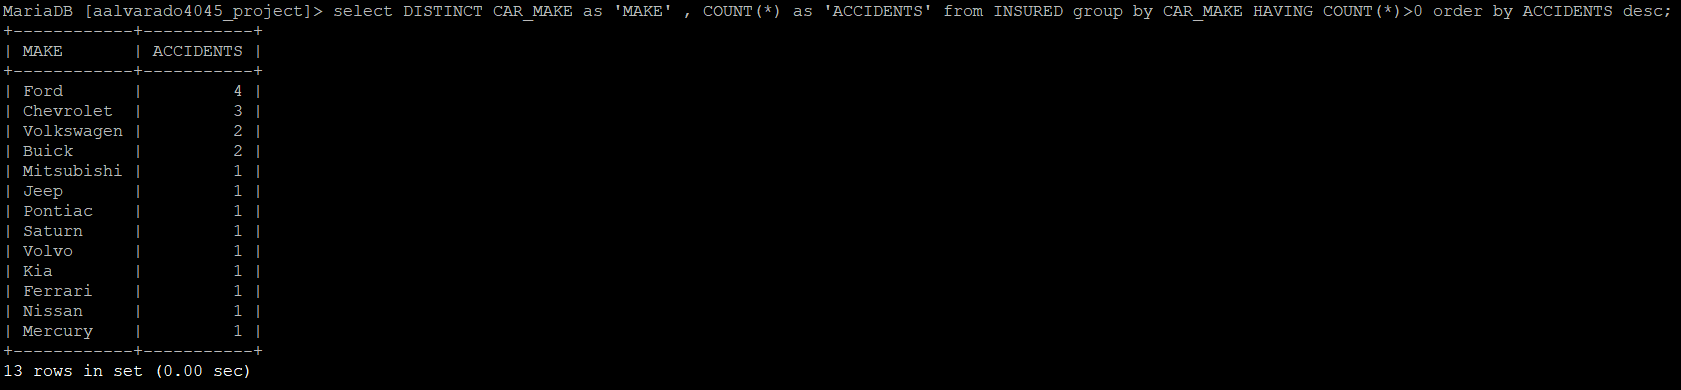 MariaDB [aalvarado4045_project]> select DISTINCT CAR_MAKE as 'MAKE' , COUNT(*) as 'ACCIDENTS' from INSURED group by CAR_MAKE HAVING COUNT(*)>0 order by ACCIDENTS desc;
+------------+-----------+
| MAKE       | ACCIDENTS |
+------------+-----------+
| Ford       |         4 |
| Chevrolet  |         3 |
| Volkswagen |         2 |
| Buick      |         2 |
| Mitsubishi |         1 |
| Jeep       |         1 |
| Pontiac    |         1 |
| Saturn     |         1 |
| Volvo      |         1 |
| Kia        |         1 |
| Ferrari    |         1 |
| Nissan     |         1 |
| Mercury    |         1 |
+------------+-----------+
13 rows in set (0.00 sec)